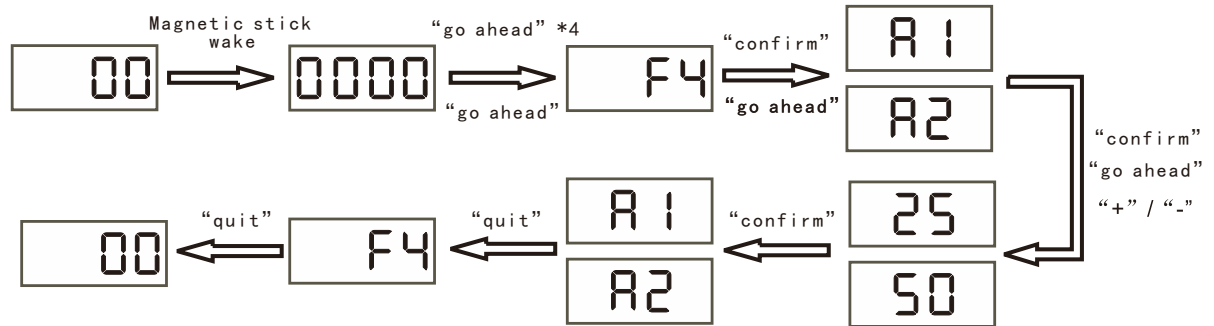 Magnetic stick
wake
“go ahead” *4
“confirm”
A1
00
0000
F4
“go ahead”
“go ahead”
A2
“confirm”
“go ahead”
“+” / “-”
“quit”
“quit”
“confirm”
A1
25
00
F4
A2
50